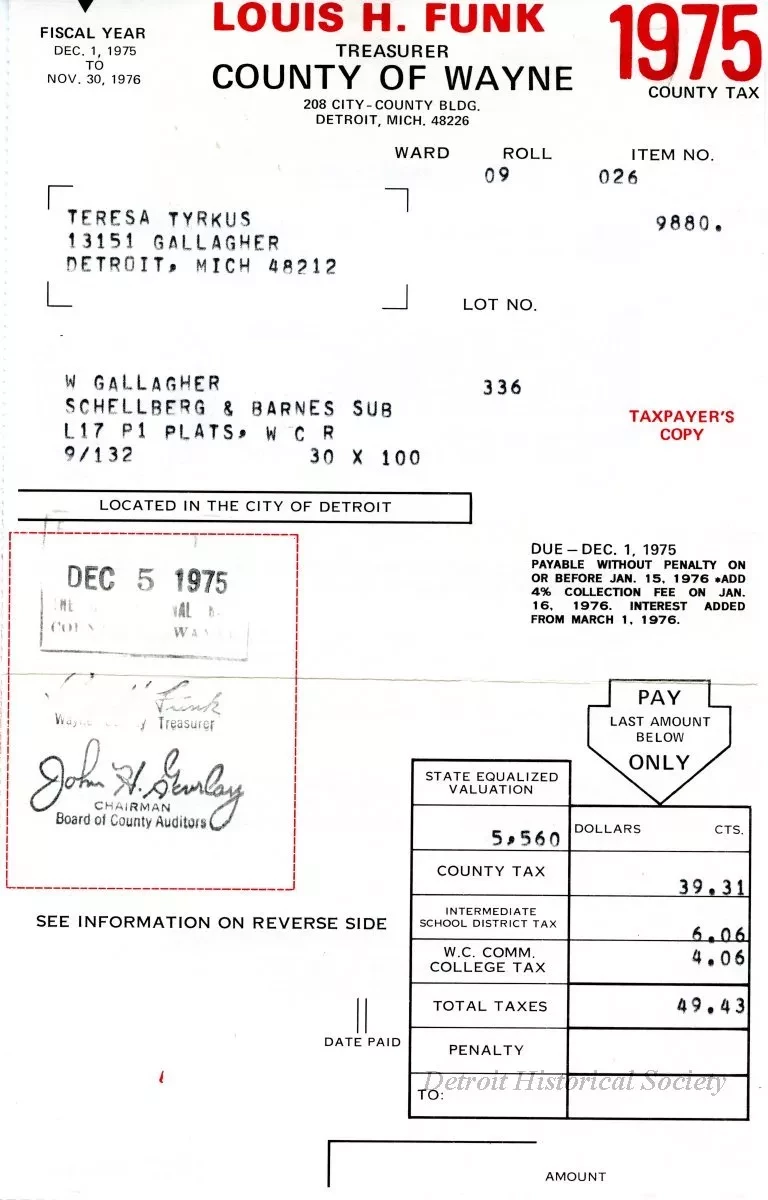 FISCAL YEAR
DEC. 1, 1975
TO
NOV. 30, 1976
LOUIS H. FUNK
TREASURER
COUNTY OF WAYNE
208 CITY-COUNTY BLDG.
DETROIT, MICH. 48226
1975
COUNTY TAX
WARD ROLL ITEM NO.
09 026
9880.
TERESA TYRKUS
13151 GALLAGHER
DETROIT, MICH 48212
LOT NO.
W GALLAGHER 336
SCHELLBERG & BARNES SUB
L17 P1 PLATS, W C R
9/132 30 X 100
TAXPAYER'S
COPY
LOCATED IN THE CITY OF DETROIT
DEC 5 1975
Funk
Treasurer
John H.
CHAIRMAN
Board of County Auditors
DUE – DEC. 1, 1975
PAYABLE WITHOUT PENALTY ON
OR BEFORE JAN. 15, 1976 •ADD
4% COLLECTION FEE ON JAN.
16, 1976. INTEREST ADDED
FROM MARCH 1, 1976.
PAY
LAST AMOUNT
BELOW
ONLY
STATE EQUALIZED
VALUATION
5,560
DOLLARS CTS.
COUNTY TAX 39.31
INTERMEDIATE
SCHOOL DISTRICT TAX 6.06
W.C. COMM.
COLLEGE TAX 4.06
TOTAL TAXES 49.43
PENALTY
TO:
SEE INFORMATION ON REVERSE SIDE
DATE PAID
Detroit Historical Society
AMOUNT